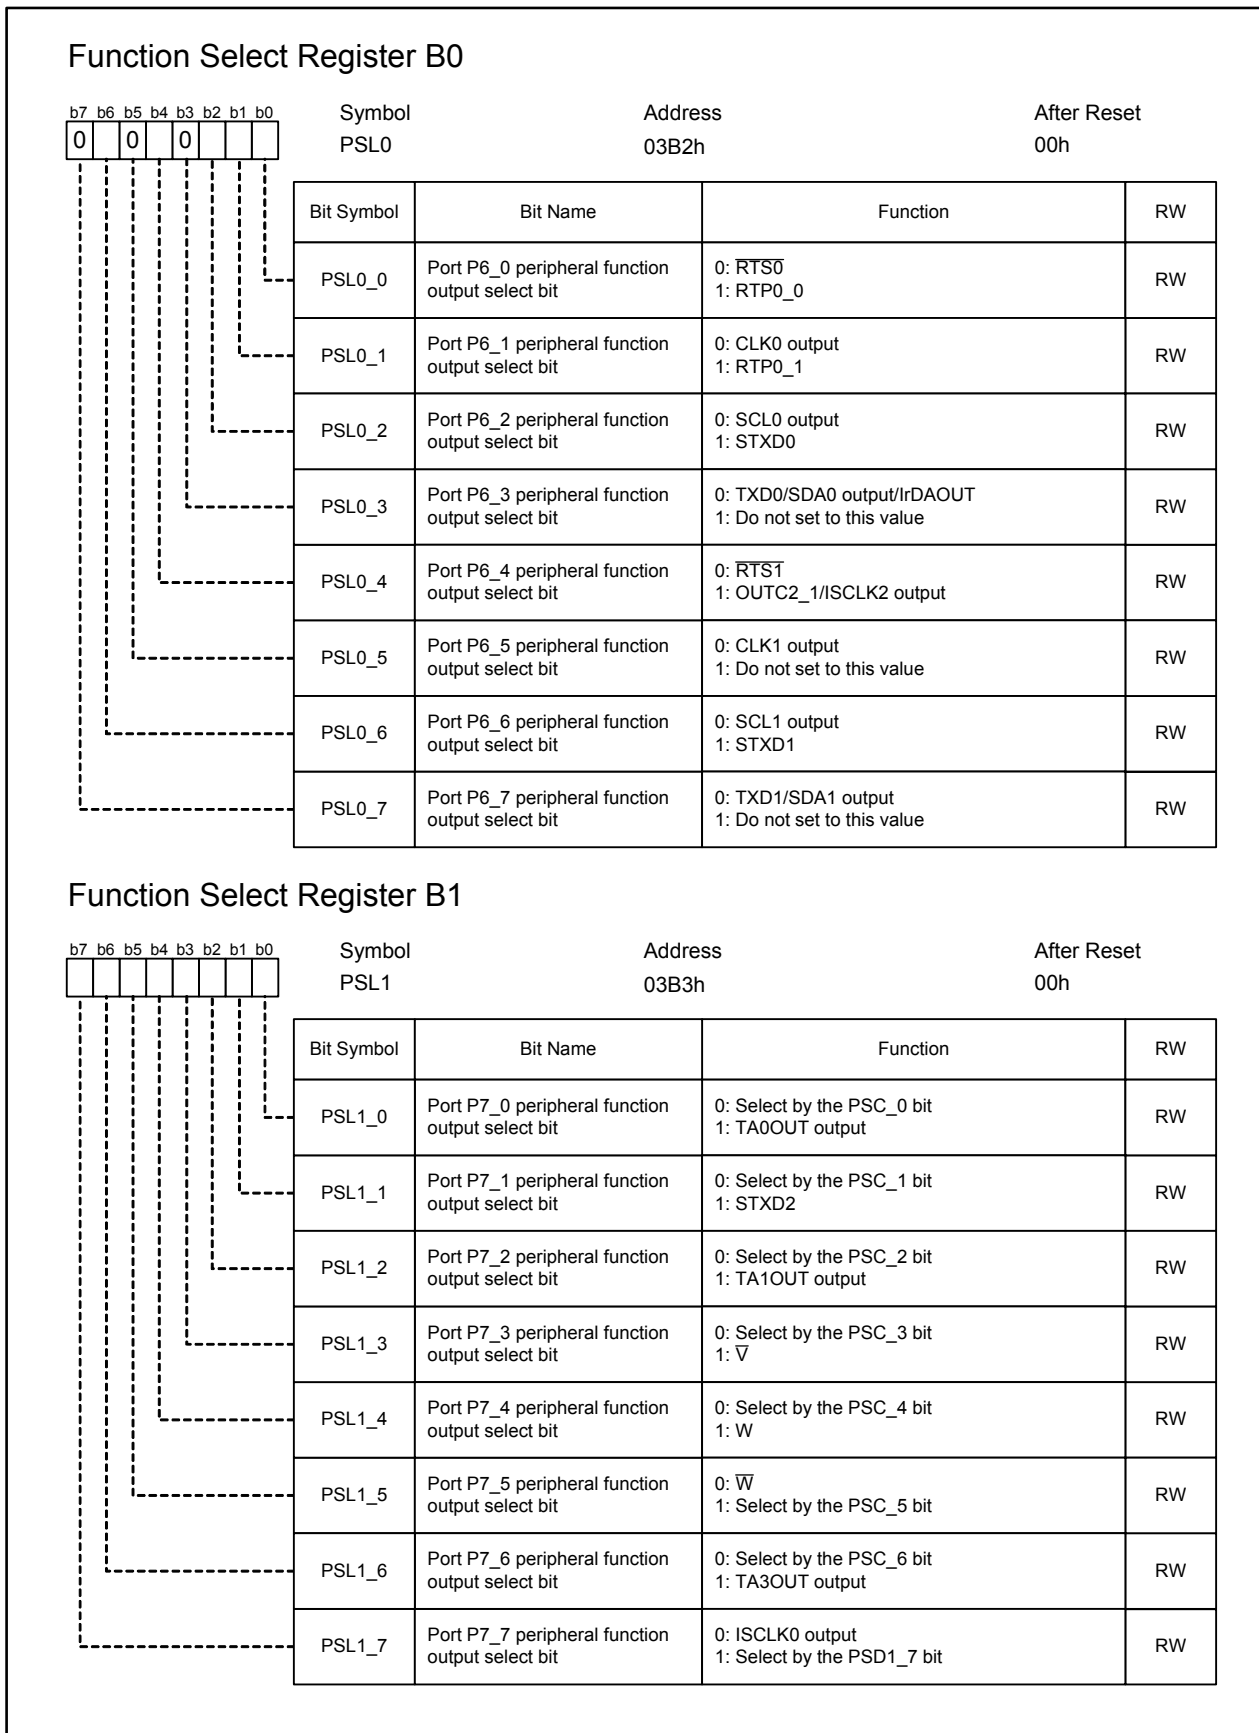 Function Select Register B0
b7 b6 b5 b4 b3 b2 b1 b0
Symbol Address After Reset
0 0 0
PSL0 03B2h 00h
Bit Symbol Bit Name Function RW
PSL0_0 Port P6_0 peripheral function output select bit 0: R̅T̅S̅0̅ RW
1: RTP0_0
PSL0_1 Port P6_1 peripheral function output select bit 0: CLK0 output RW
1: RTP0_1
PSL0_2 Port P6_2 peripheral function output select bit 0: SCL0 output RW
1: STXD0
PSL0_3 Port P6_3 peripheral function output select bit 0: TXD0/SDA0 output/IrDAOUT RW
1: Do not set to this value
PSL0_4 Port P6_4 peripheral function output select bit 0: R̅T̅S̅1̅ RW
1: OUTC2_1/ISCLK2 output
PSL0_5 Port P6_5 peripheral function output select bit 0: CLK1 output RW
1: Do not set to this value
PSL0_6 Port P6_6 peripheral function output select bit 0: SCL1 output RW
1: STXD1
PSL0_7 Port P6_7 peripheral function output select bit 0: TXD1/SDA1 output RW
1: Do not set to this value
Function Select Register B1
b7 b6 b5 b4 b3 b2 b1 b0
Symbol Address After Reset
PSL1 03B3h 00h
Bit Symbol Bit Name Function RW
PSL1_0 Port P7_0 peripheral function output select bit 0: Select by the PSC_0 bit RW
1: TA0OUT output
PSL1_1 Port P7_1 peripheral function output select bit 0: Select by the PSC_1 bit RW
1: STXD2
PSL1_2 Port P7_2 peripheral function output select bit 0: Select by the PSC_2 bit RW
1: TA1OUT output
PSL1_3 Port P7_3 peripheral function output select bit 0: Select by the PSC_3 bit RW
1: V̅
PSL1_4 Port P7_4 peripheral function output select bit 0: Select by the PSC_4 bit RW
1: W
PSL1_5 Port P7_5 peripheral function output select bit 0: W̅ RW
1: Select by the PSC_5 bit
PSL1_6 Port P7_6 peripheral function output select bit 0: Select by the PSC_6 bit RW
1: TA3OUT output
PSL1_7 Port P7_7 peripheral function output select bit 0: ISCLK0 output RW
1: Select by the PSD1_7 bit